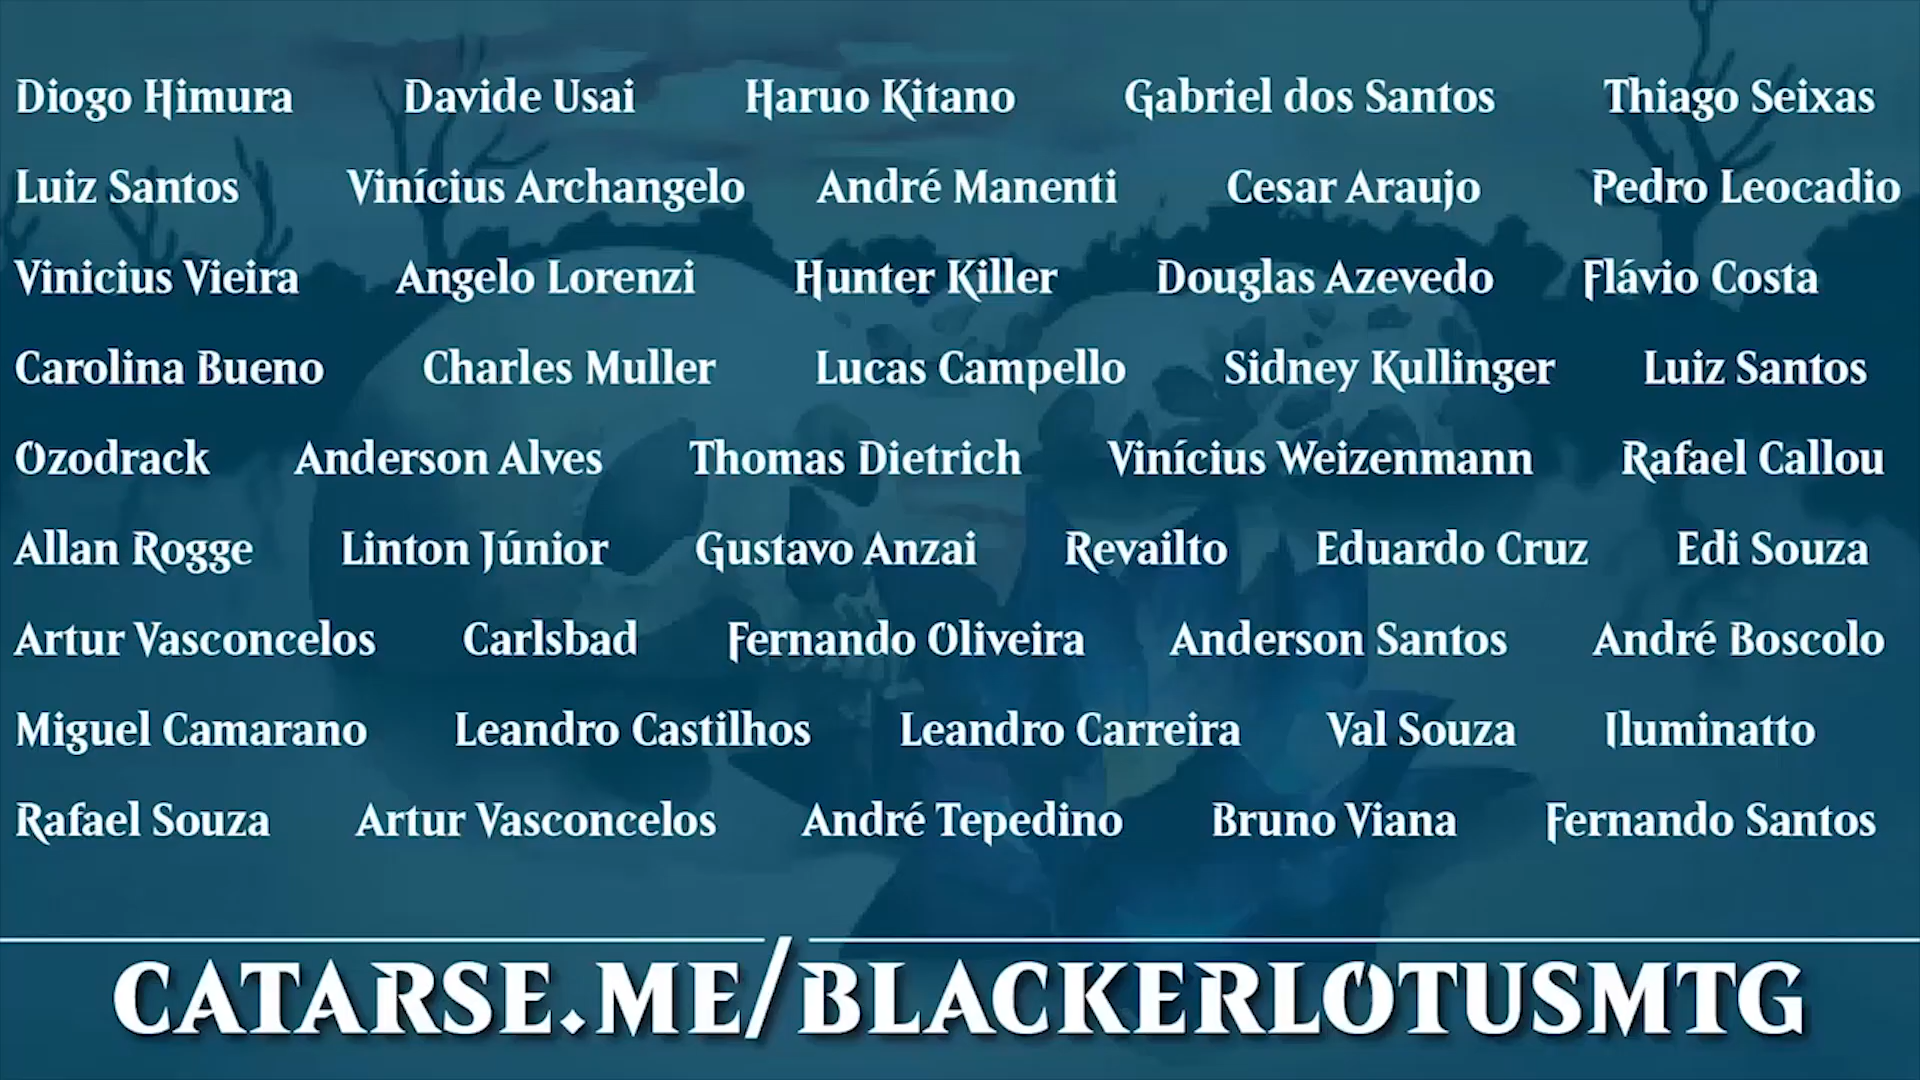 Diogo Himura Davide Usai Haruo Kitano Gabriel dos Santos Thiago Seixas
Luiz Santos Vinícius Archangelo André Manenti Cesar Araujo Pedro Leocadio
Vinicius Vieira Angelo Lorenzi Hunter Killer Douglas Azevedo Flávio Costa
Carolina Bueno Charles Muller Lucas Campello Sidney Kullinger Luiz Santos
Ozodrack Anderson Alves Thomas Dietrich Vinícius Weizenmann Rafael Callou
Allan Rogge Linton Júnior Gustavo Anzai Revailto Eduardo Cruz Edi Souza
Artur Vasconcelos Carlsbad Fernando Oliveira Anderson Santos André Boscolo
Miguel Camarano Leandro Castilhos Leandro Carreira Val Souza Iluminatto
Rafael Souza Artur Vasconcelos André Tepedino Bruno Viana Fernando Santos
CATARSE.ME/BLACKERLOTUSMTG